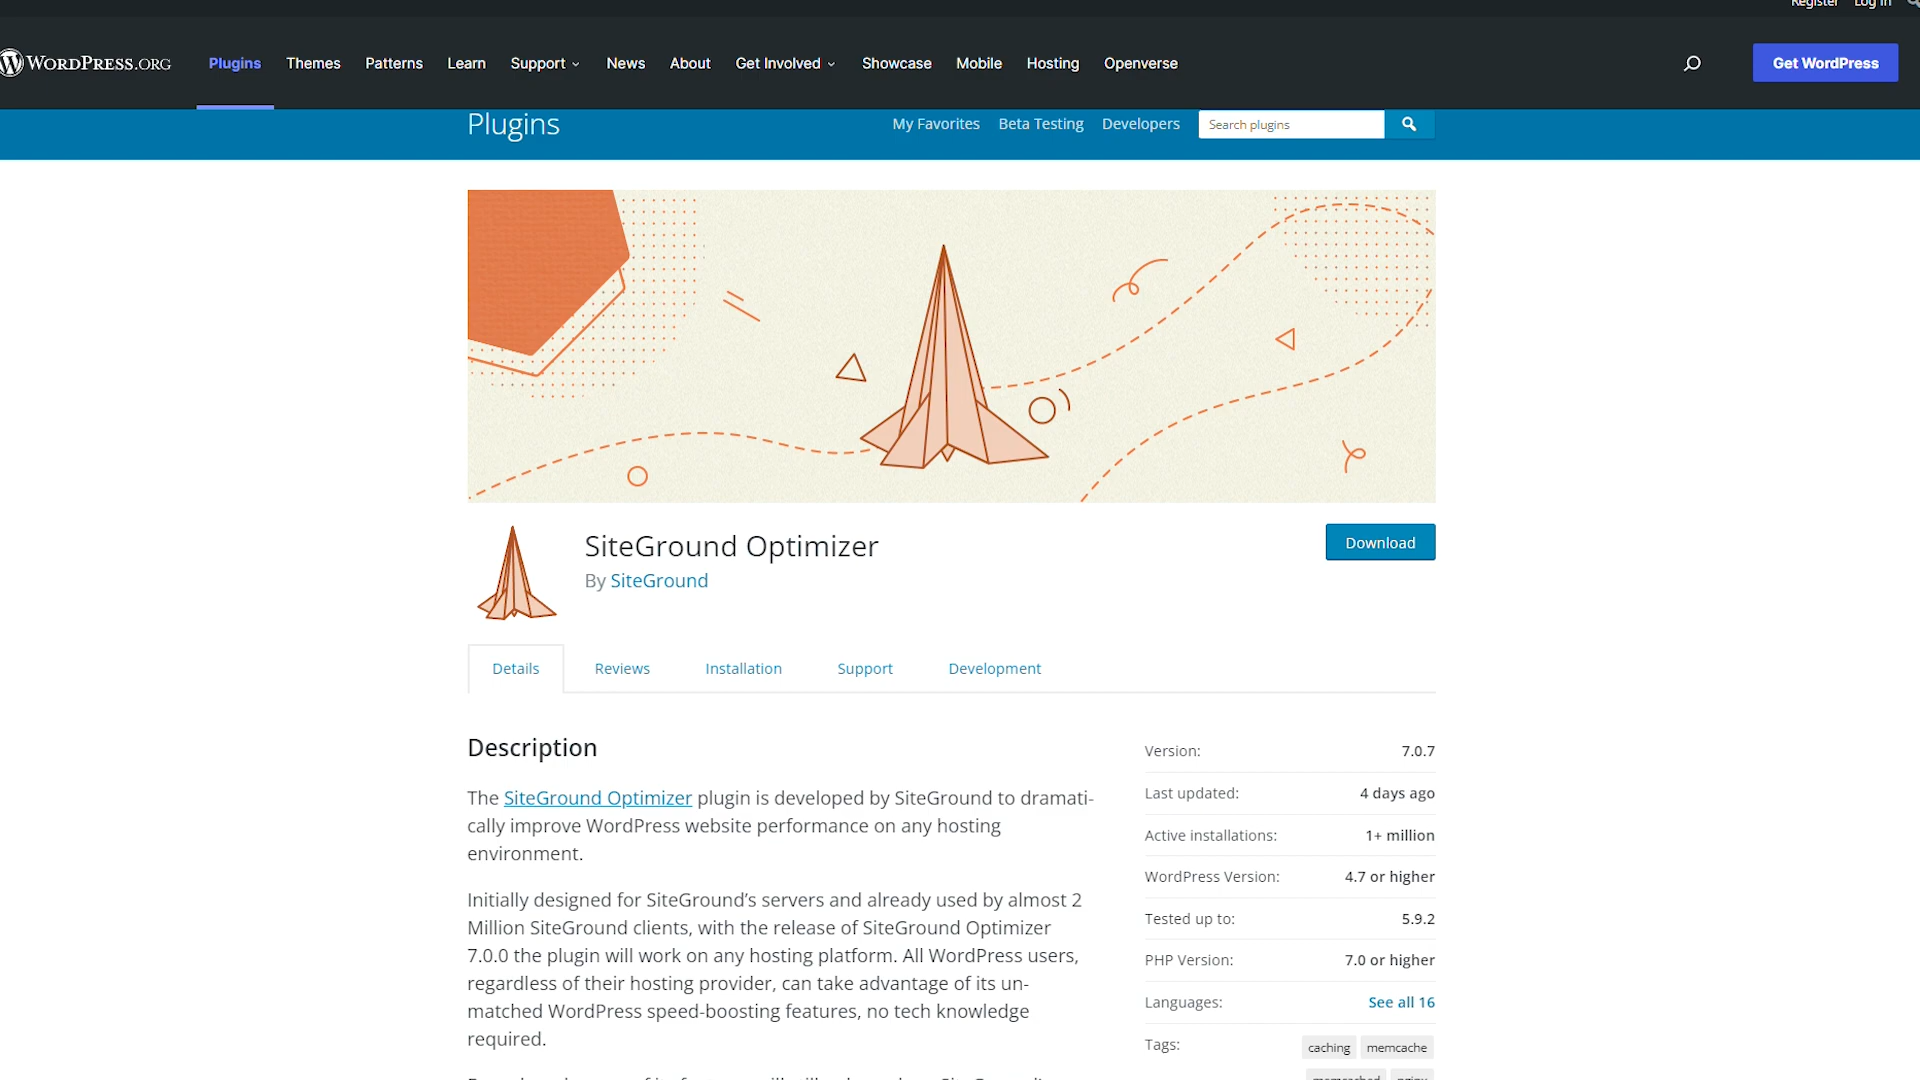 Register Log In
WORDPRESS.ORG Plugins Themes Patterns Learn Support News About Get Involved Showcase Mobile Hosting Openverse Get WordPress
Plugins My Favorites Beta Testing Developers Search plugins
SiteGround Optimizer
By SiteGround
Download
Details Reviews Installation Support Development
Description
The SiteGround Optimizer plugin is developed by SiteGround to dramati-
cally improve WordPress website performance on any hosting
environment.
Initially designed for SiteGround’s servers and already used by almost 2
Million SiteGround clients, with the release of SiteGround Optimizer
7.0.0 the plugin will work on any hosting platform. All WordPress users,
regardless of their hosting provider, can take advantage of its un-
matched WordPress speed-boosting features, no tech knowledge
required.
Version: 7.0.7
Last updated: 4 days ago
Active installations: 1+ million
WordPress Version: 4.7 or higher
Tested up to: 5.9.2
PHP Version: 7.0 or higher
Languages: See all 16
Tags: caching memcache
memcached nginx